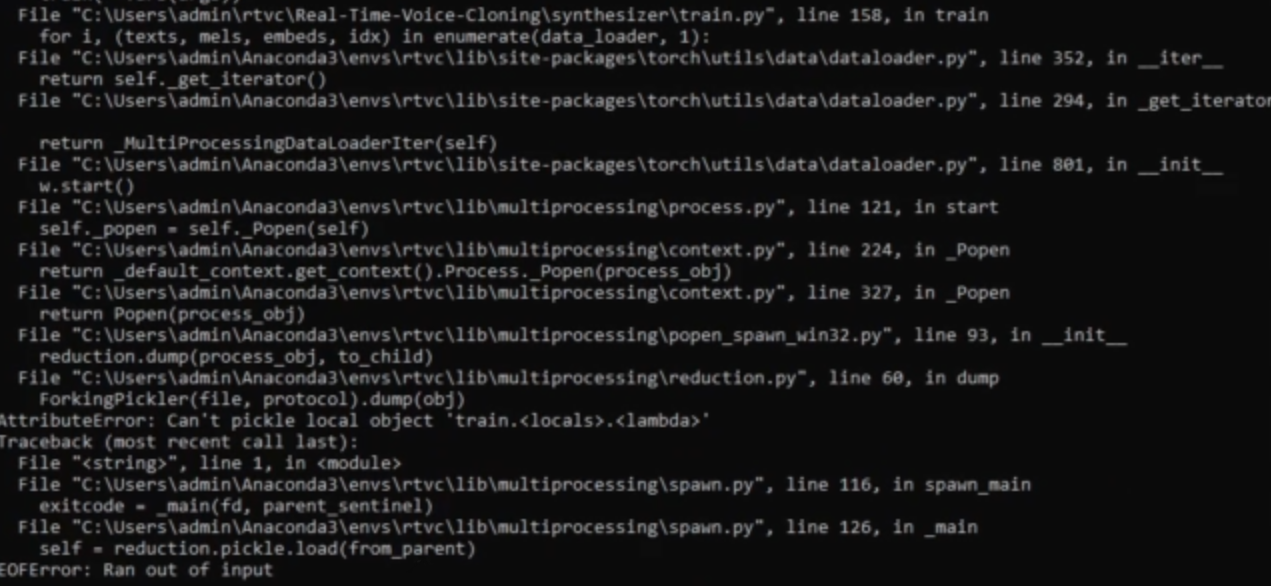 File "C:\Users\admin\rtvc\Real-Time-Voice-Cloning\synthesizer\train.py", line 158, in train
for i, (texts, mels, embeds, idx) in enumerate(data_loader, 1):
File "C:\Users\admin\Anaconda3\envs\rtvc\lib\site-packages\torch\utils\data\dataloader.py", line 352, in __iter__
return self._get_iterator()
File "C:\Users\admin\Anaconda3\envs\rtvc\lib\site-packages\torch\utils\data\dataloader.py", line 294, in _get_iterator
return _MultiProcessingDataLoaderIter(self)
File "C:\Users\admin\Anaconda3\envs\rtvc\lib\site-packages\torch\utils\data\dataloader.py", line 801, in __init__
w.start()
File "C:\Users\admin\Anaconda3\envs\rtvc\lib\multiprocessing\process.py", line 121, in start
self._popen = self._Popen(self)
File "C:\Users\admin\Anaconda3\envs\rtvc\lib\multiprocessing\context.py", line 224, in _Popen
return _default_context.get_context().Process._Popen(process_obj)
File "C:\Users\admin\Anaconda3\envs\rtvc\lib\multiprocessing\context.py", line 327, in _Popen
return Popen(process_obj)
File "C:\Users\admin\Anaconda3\envs\rtvc\lib\multiprocessing\popen_spawn_win32.py", line 93, in __init__
reduction.dump(process_obj, to_child)
File "C:\Users\admin\Anaconda3\envs\rtvc\lib\multiprocessing\reduction.py", line 60, in dump
ForkingPickler(file, protocol).dump(obj)
AttributeError: Can't pickle local object 'train.<locals>.<lambda>'
Traceback (most recent call last):
File "<string>", line 1, in <module>
File "C:\Users\admin\Anaconda3\envs\rtvc\lib\multiprocessing\spawn.py", line 116, in spawn_main
exitcode = _main(fd, parent_sentinel)
File "C:\Users\admin\Anaconda3\envs\rtvc\lib\multiprocessing\spawn.py", line 126, in _main
self = reduction.pickle.load(from_parent)
EOFError: Ran out of input